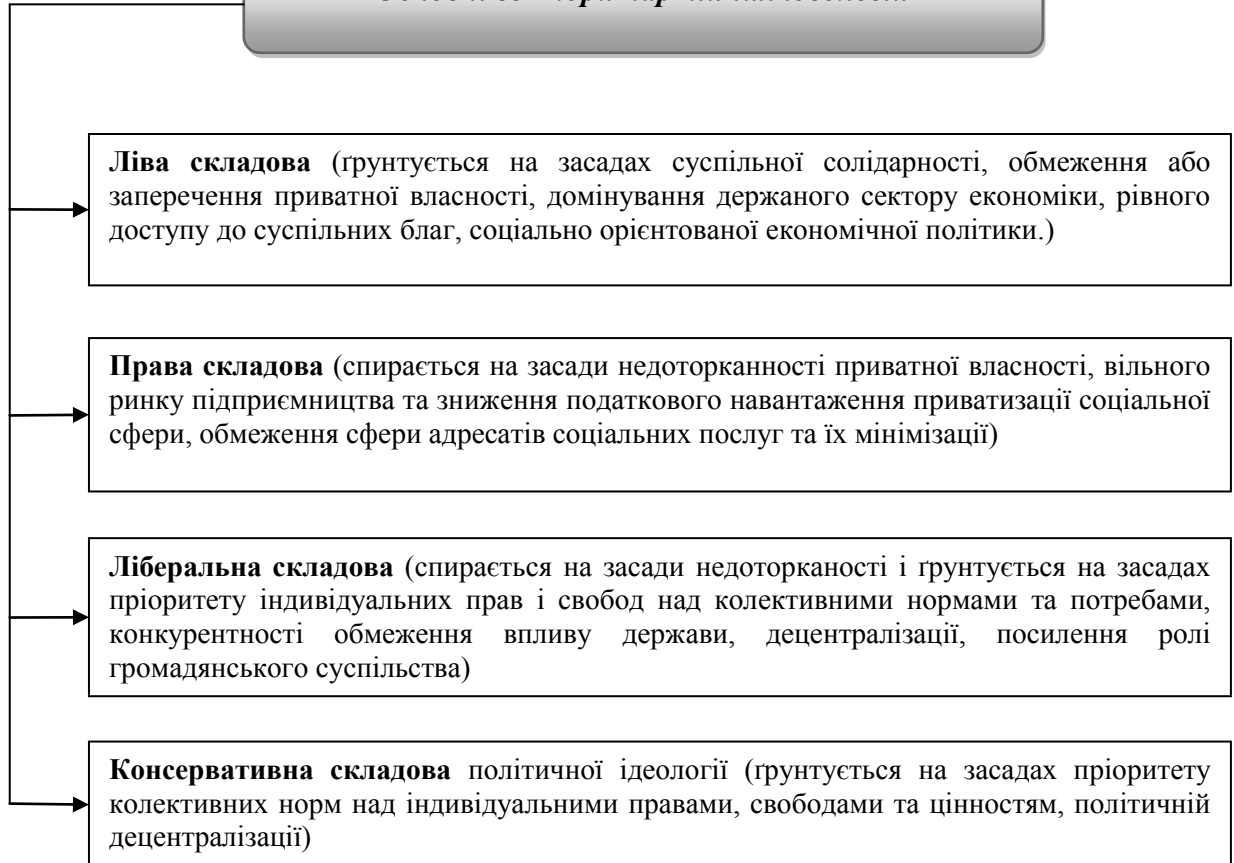 Ліва складова (ґрунтується на засадах суспільної солідарності, обмеження або
заперечення приватної власності, домінування держаного сектору економіки, рівного
доступу до суспільних благ, соціально орієнтованої економічної політики.)
Права складова (спирається на засади недоторканності приватної власності, вільного
ринку підприємництва та зниження податкового навантаження приватизації соціальної
сфери, обмеження сфери адресатів соціальних послуг та їх мінімізації)
Ліберальна складова (спирається на засади недоторканості і ґрунтується на засадах
пріоритету індивідуальних прав і свобод над колективними нормами та потребами,
конкурентності обмеження впливу держави, децентралізації, посилення ролі
громадянського суспільства)
Консервативна складова політичної ідеології (ґрунтується на засадах пріоритету
колективних норм над індивідуальними правами, свободами та цінностям, політичній
децентралізації)